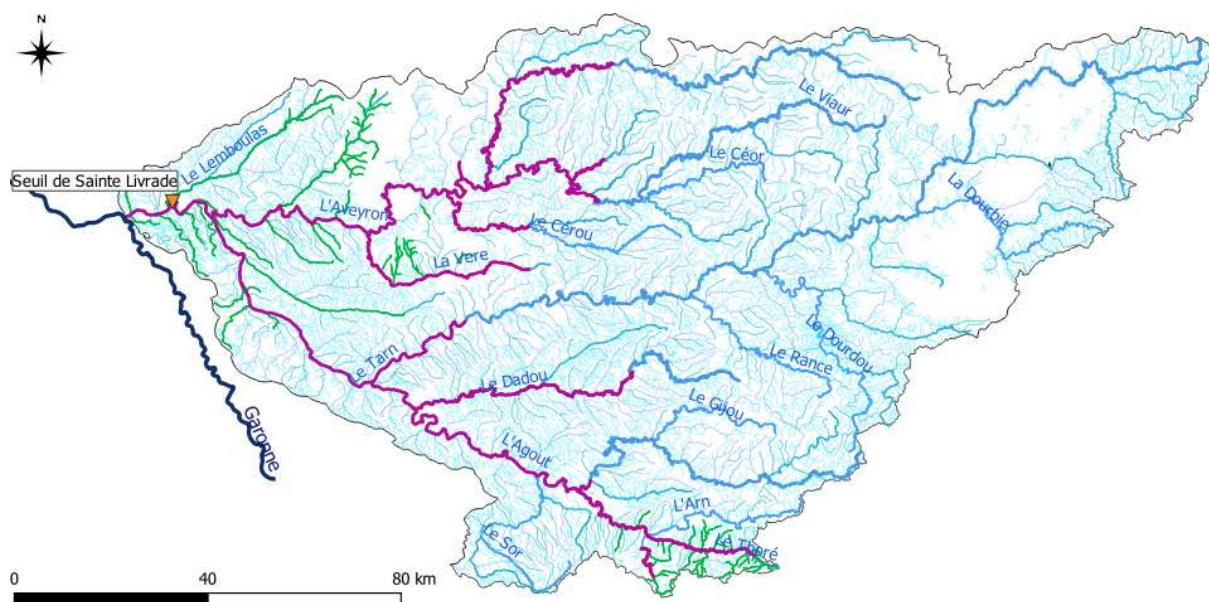 N
Le Lemboulas
Seuil de Sainte Livrade
Le Viaur
Le Céor
La Dourbie
L'Aveyron
Le Cérou
La Vere
Le Dourdou
Le Rance
Le Tarn
Le Dadou
Le Gijou
Garonne
L'Agout
L'Arn
Le Sor
Le Thoré
0 40 80 km